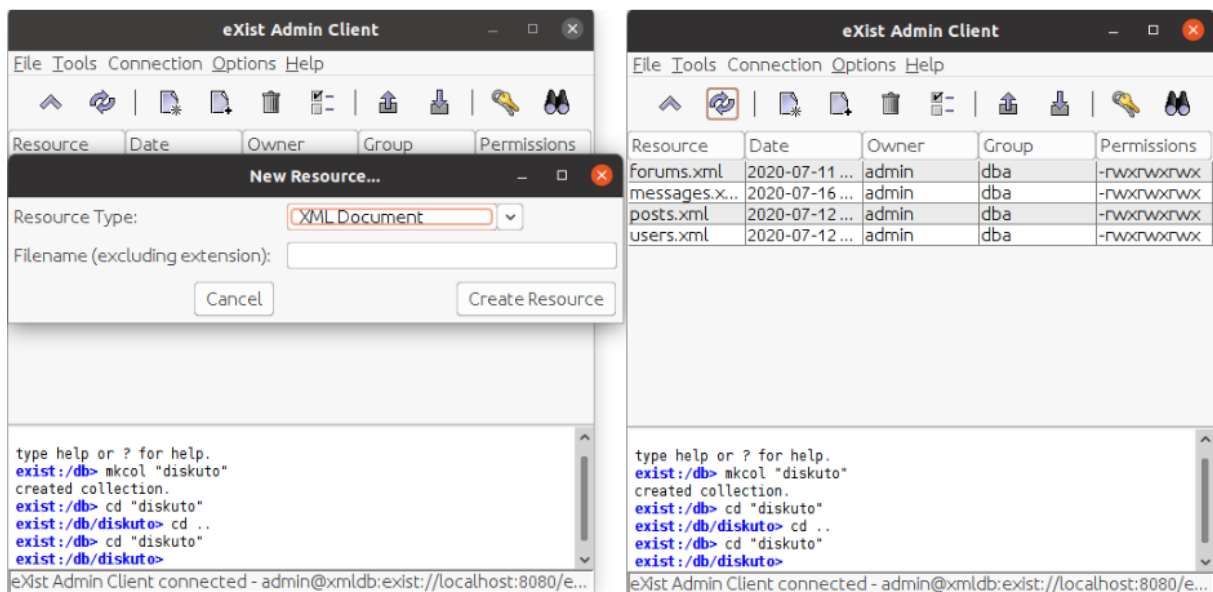 eXist Admin Client
File Tools Connection Options Help
Resource Date Owner Group Permissions
New Resource...
Resource Type: XML Document
Filename (excluding extension):
Cancel Create Resource
type help or ? for help.
exist:/db> mkcol "diskuto"
created collection.
exist:/db> cd "diskuto"
exist:/db/diskuto> cd ..
exist:/db> cd "diskuto"
exist:/db/diskuto>
eXist Admin Client connected - admin@xmldb:exist://localhost:8080/e...
eXist Admin Client
File Tools Connection Options Help
Resource Date Owner Group Permissions
forums.xml 2020-07-11 ... admin dba -rwxrwxrwx
messages.x... 2020-07-16 ... admin dba -rwxrwxrwx
posts.xml 2020-07-12 ... admin dba -rwxrwxrwx
users.xml 2020-07-12 ... admin dba -rwxrwxrwx
type help or ? for help.
exist:/db> mkcol "diskuto"
created collection.
exist:/db> cd "diskuto"
exist:/db/diskuto> cd ..
exist:/db> cd "diskuto"
exist:/db/diskuto>
eXist Admin Client connected - admin@xmldb:exist://localhost:8080/e...